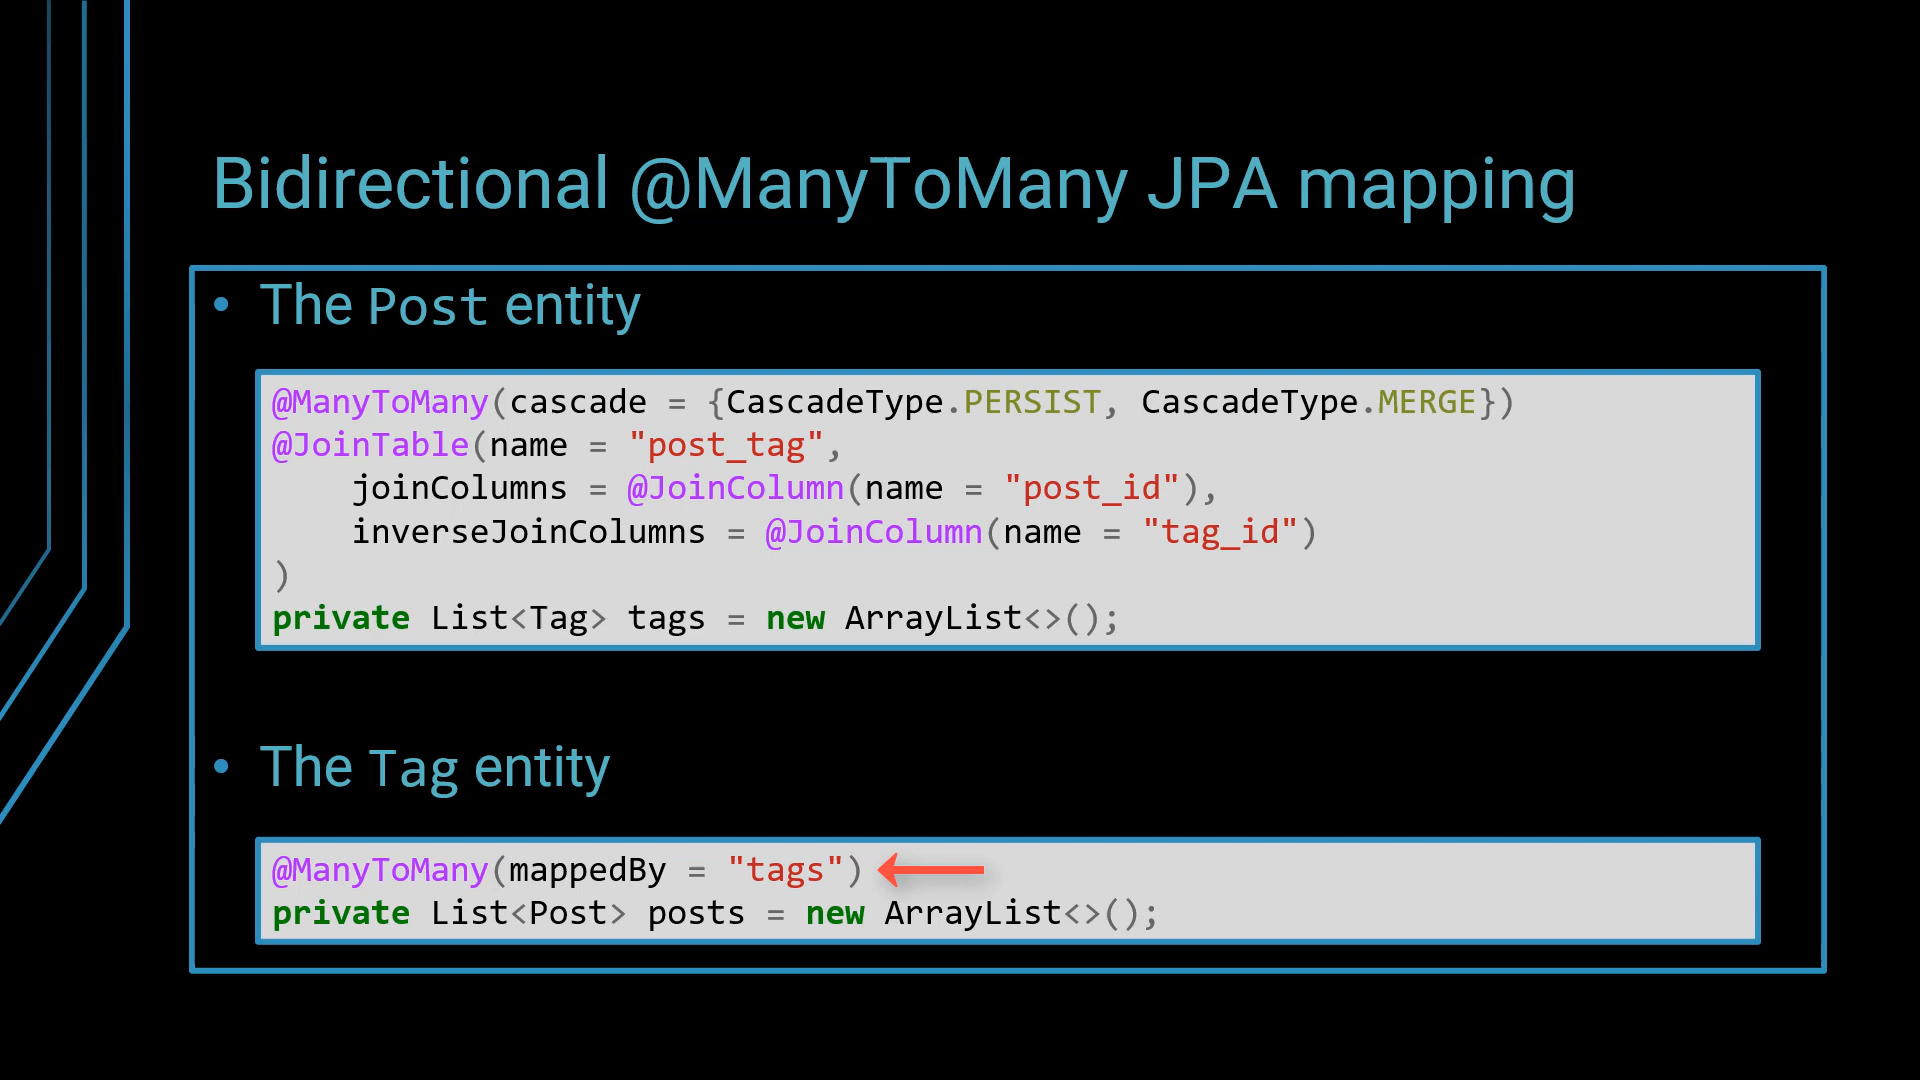 Bidirectional @ManyToMany JPA mapping
• The Post entity
@ManyToMany(cascade = {CascadeType.PERSIST, CascadeType.MERGE})
@JoinTable(name = "post_tag",
    joinColumns = @JoinColumn(name = "post_id"),
    inverseJoinColumns = @JoinColumn(name = "tag_id")
)
private List<Tag> tags = new ArrayList<>();
• The Tag entity
@ManyToMany(mappedBy = "tags")
private List<Post> posts = new ArrayList<>();